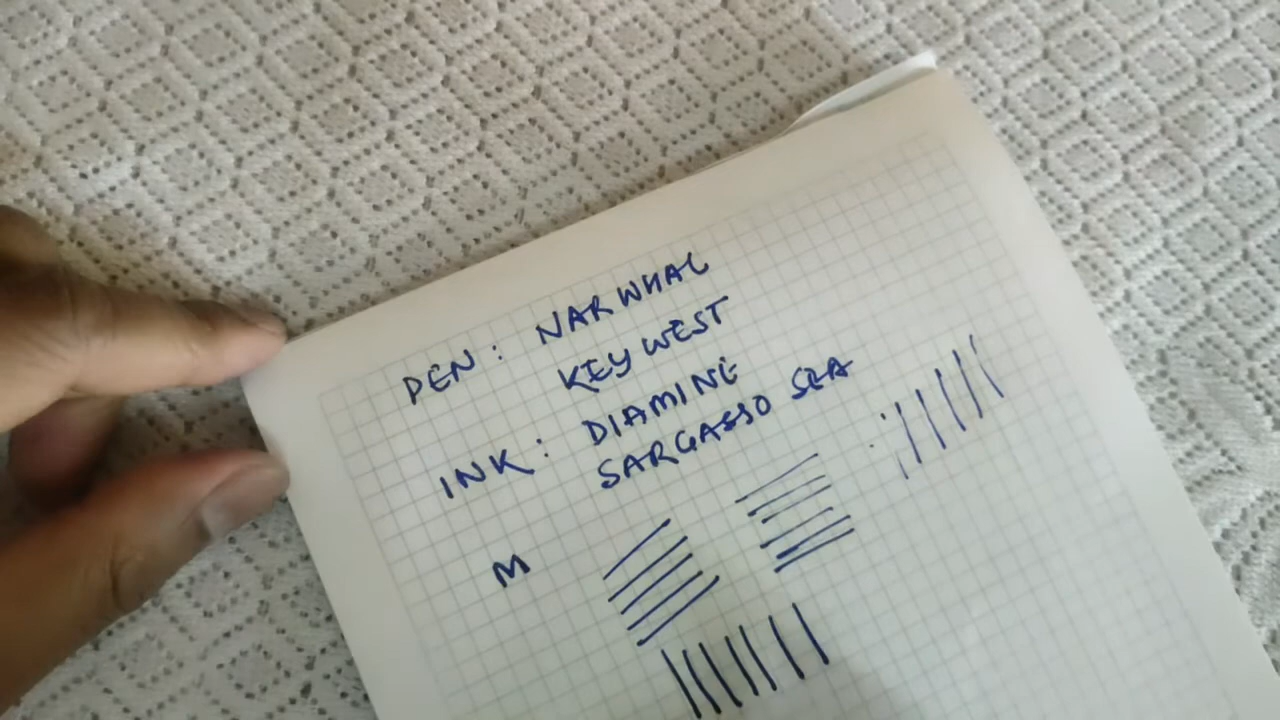 PEN: NARWHAL
KEY WEST
INK: DIAMINE
SARGASSO SEA
M